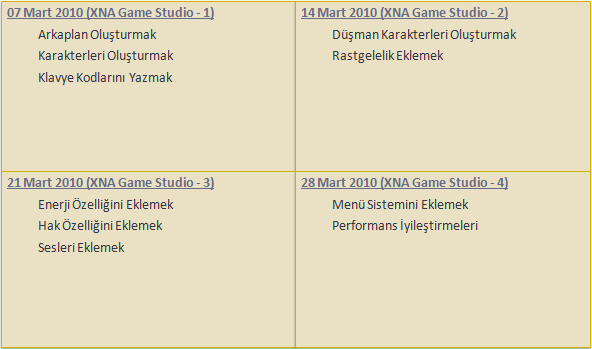 07 Mart 2010 (XNA Game Studio - 1)
Arkaplan Oluşturmak
Karakterleri Oluşturmak
Klavye Kodlarını Yazmak
14 Mart 2010 (XNA Game Studio - 2)
Düşman Karakterleri Oluşturmak
Rastgelelik Eklemek
21 Mart 2010 (XNA Game Studio - 3)
Enerji Özelliğini Eklemek
Hak Özelliğini Eklemek
Sesleri Eklemek
28 Mart 2010 (XNA Game Studio - 4)
Menü Sistemini Eklemek
Performans İyileştirmeleri